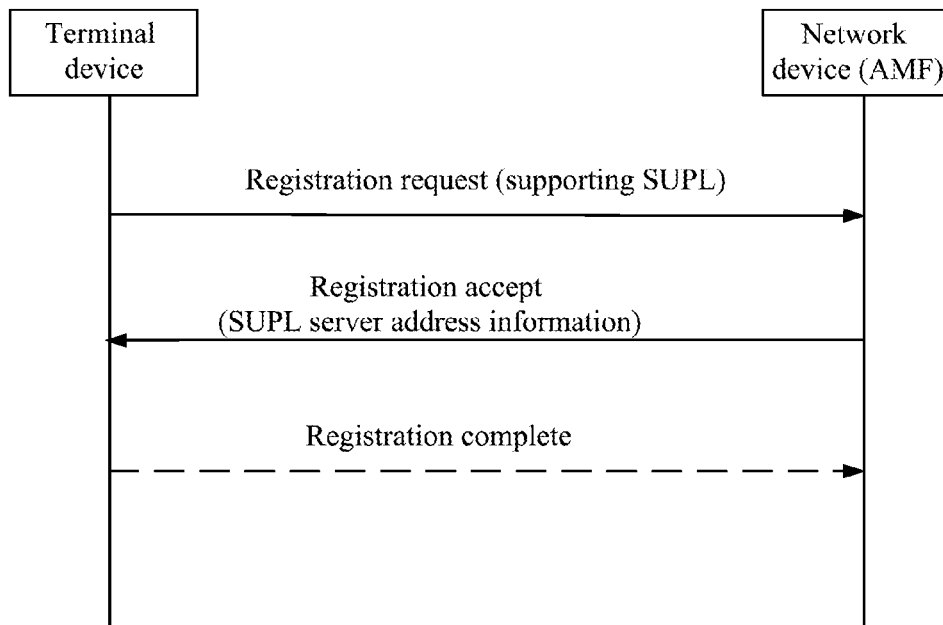 Terminal
device
Network
device (AMF)
Registration request (supporting SUPL)
Registration accept
(SUPL server address information)
Registration complete